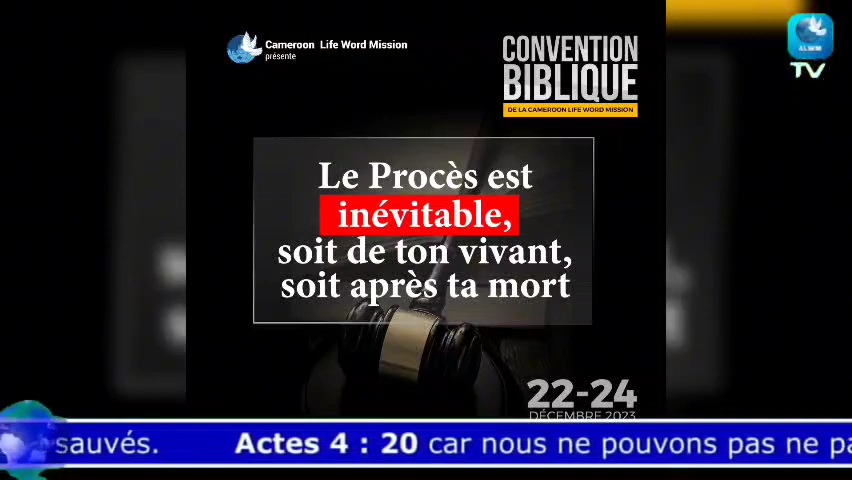 Cameroon Life Word Mission
présente
CONVENTION
BIBLIQUE
DE LA CAMEROON LIFE WORD MISSION
TV
Le Procès est
inévitable,
soit de ton vivant,
soit après ta mort
22-24
DÉCEMBRE 2023
sauvés. Actes 4 : 20 car nous ne pouvons pas ne pa